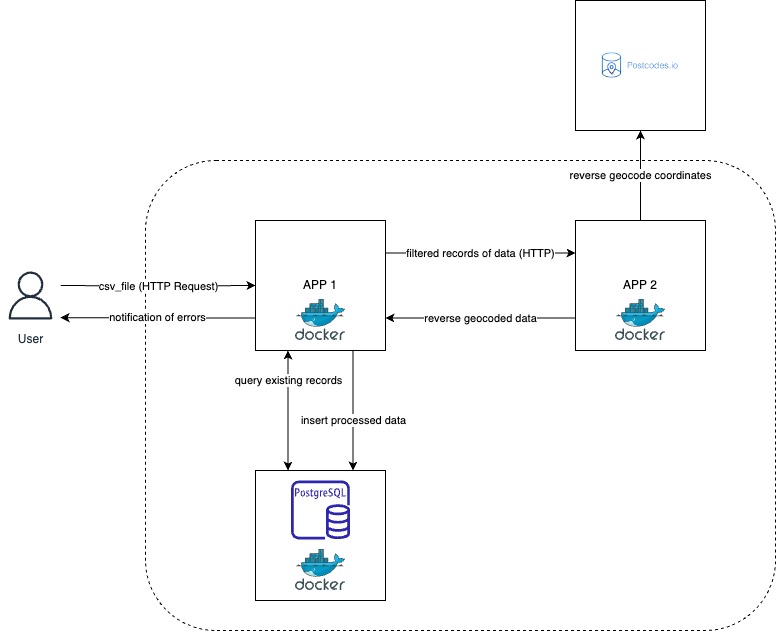 Postcodes.io
reverse geocode coordinates
APP 1
docker
filtered records of data (HTTP)
APP 2
docker
csv_file (HTTP Request)
notification of errors
reverse geocoded data
User
query existing records
insert processed data
PostgreSQL
docker